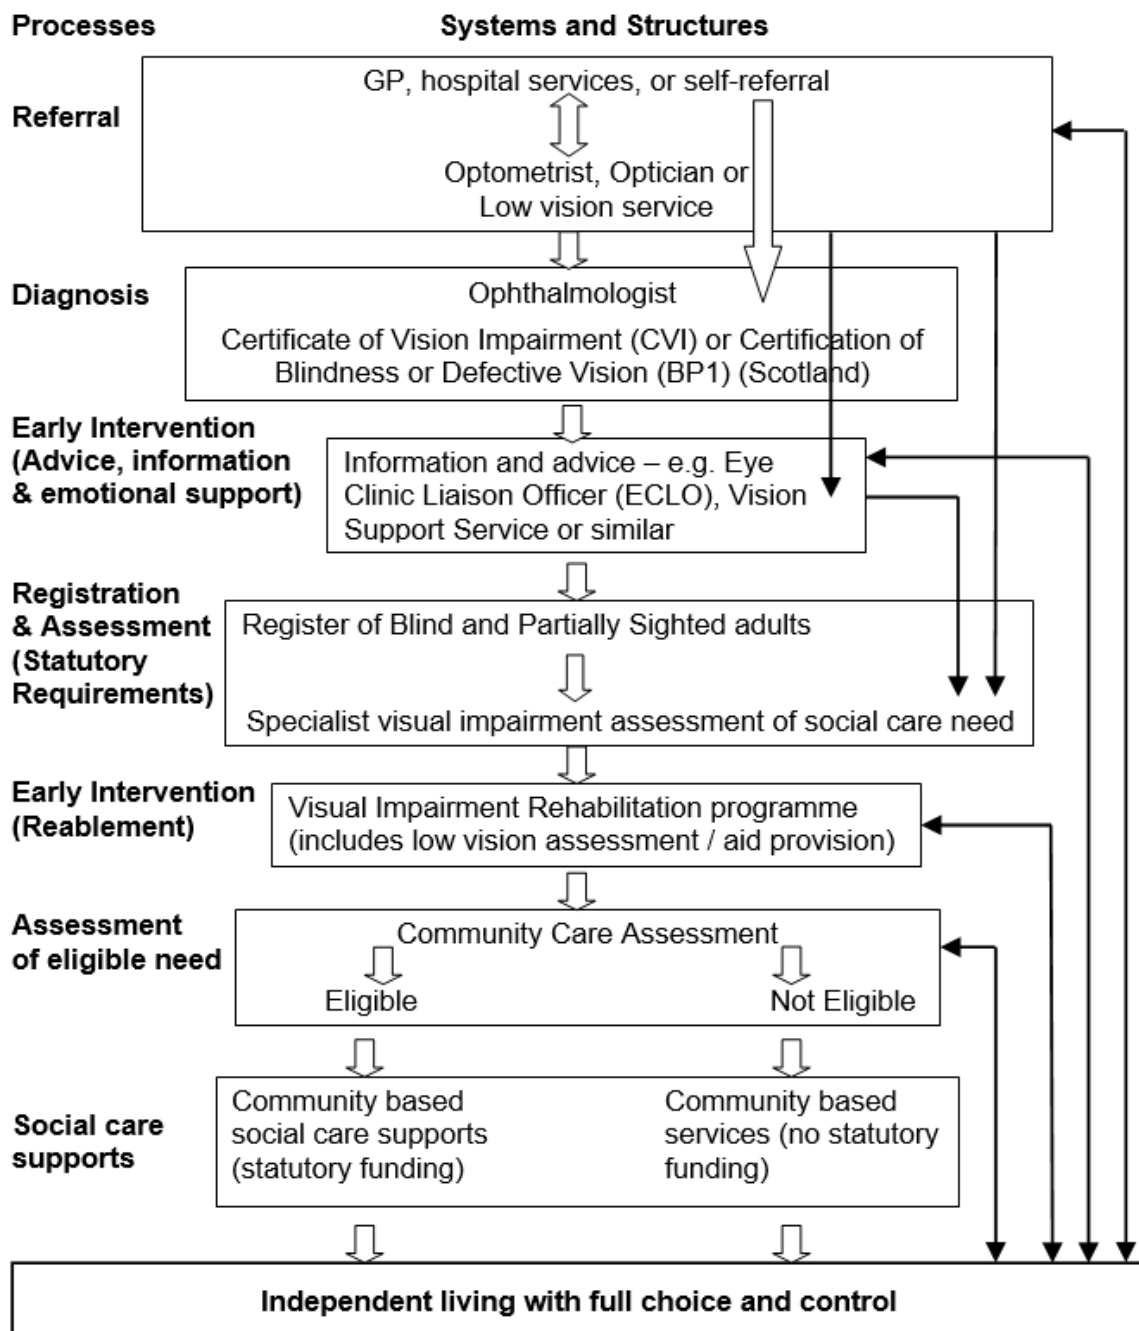 Processes
Systems and Structures
Referral
GP, hospital services, or self-referral
Optometrist, Optician or
Low vision service
Diagnosis
Ophthalmologist
Certificate of Vision Impairment (CVI) or Certification of
Blindness or Defective Vision (BP1) (Scotland)
Early Intervention
(Advice, information
& emotional support)
Information and advice – e.g. Eye
Clinic Liaison Officer (ECLO), Vision
Support Service or similar
Registration
& Assessment
(Statutory
Requirements)
Register of Blind and Partially Sighted adults
Specialist visual impairment assessment of social care need
Early Intervention
(Reablement)
Visual Impairment Rehabilitation programme
(includes low vision assessment / aid provision)
Assessment
of eligible need
Community Care Assessment
Eligible
Not Eligible
Social care
supports
Community based
social care supports
(statutory funding)
Community based
services (no statutory
funding)
Independent living with full choice and control